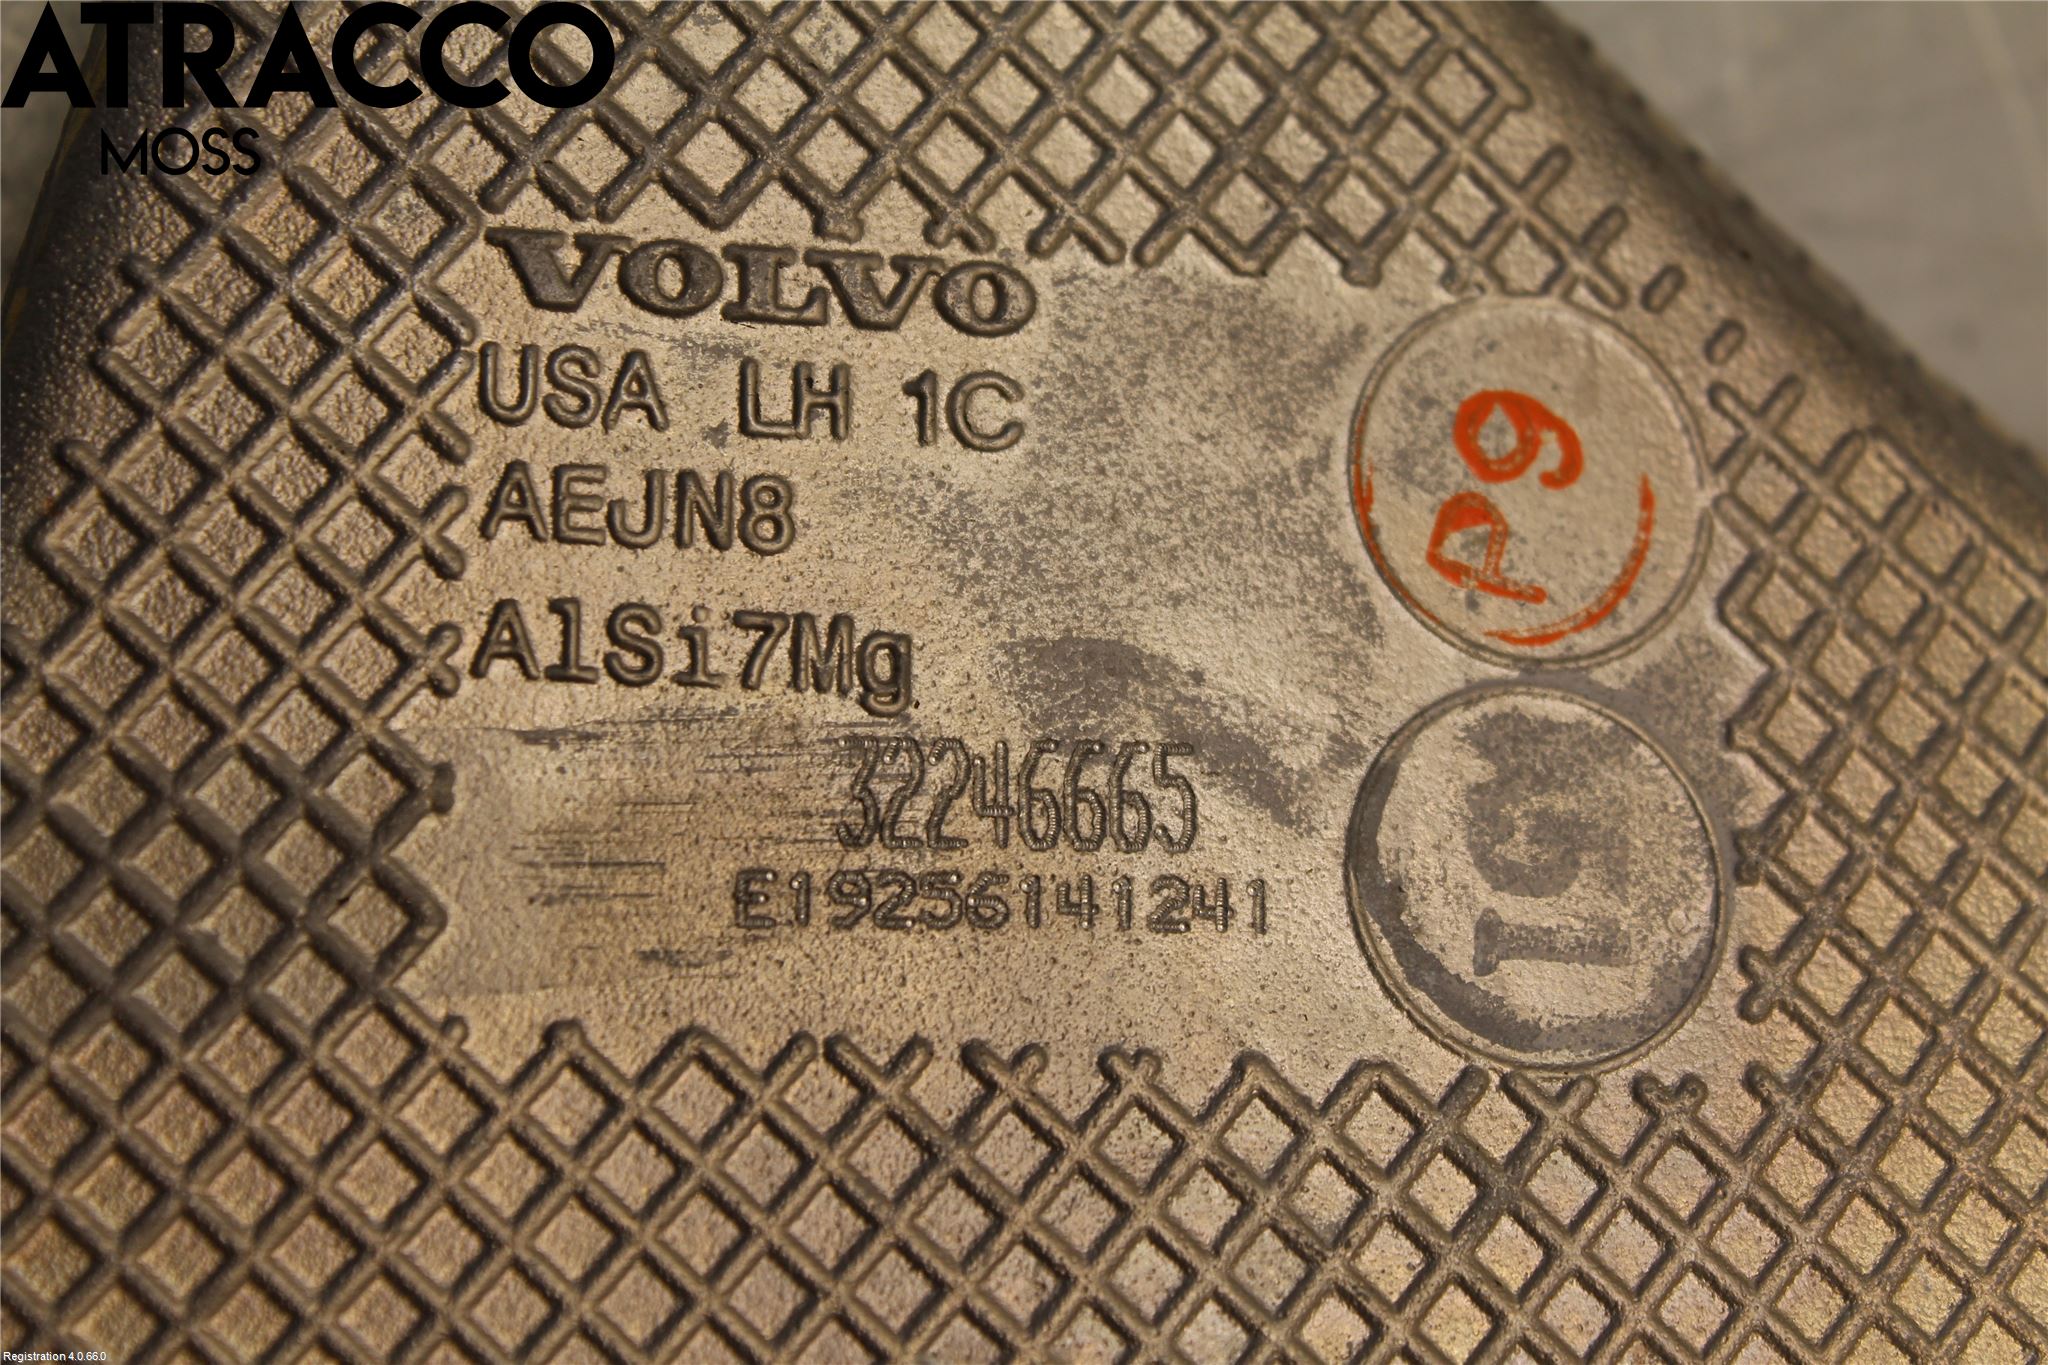 ATRACCO
MOSS
VOLVO
USA LH 1C
AEJN8
AlSi7Mg
32246665
E19256141241
P9
Registration 4.0.66.0